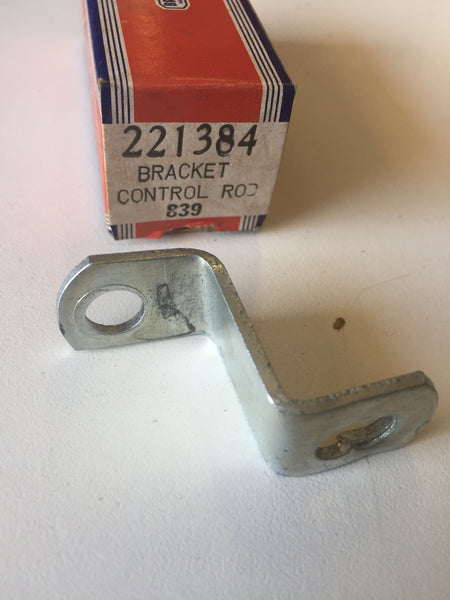 221384
BRACKET
CONTROL ROD
839